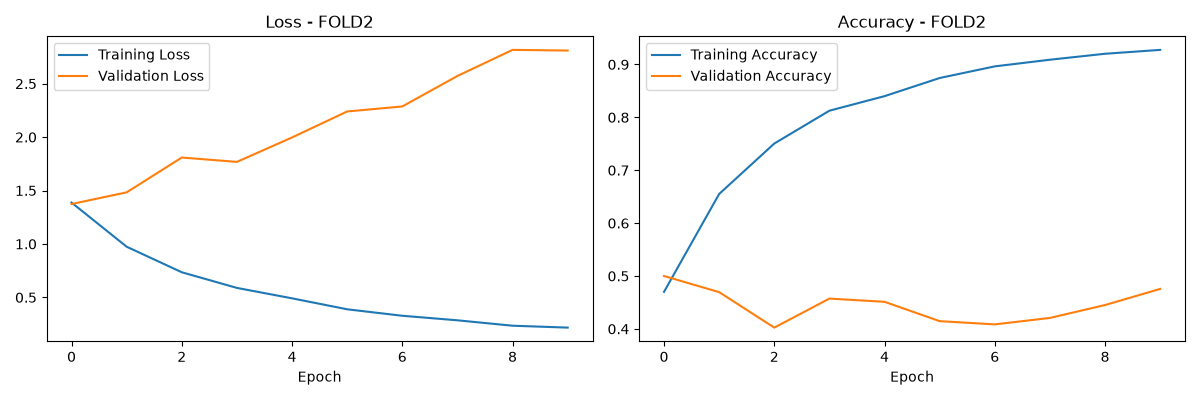 Loss - FOLD2
Training Loss
Validation Loss
2.5
2.0
1.5
1.0
0.5
0 2 4 6 8
Epoch
Accuracy - FOLD2
Training Accuracy
Validation Accuracy
0.9
0.8
0.7
0.6
0.5
0.4
0 2 4 6 8
Epoch